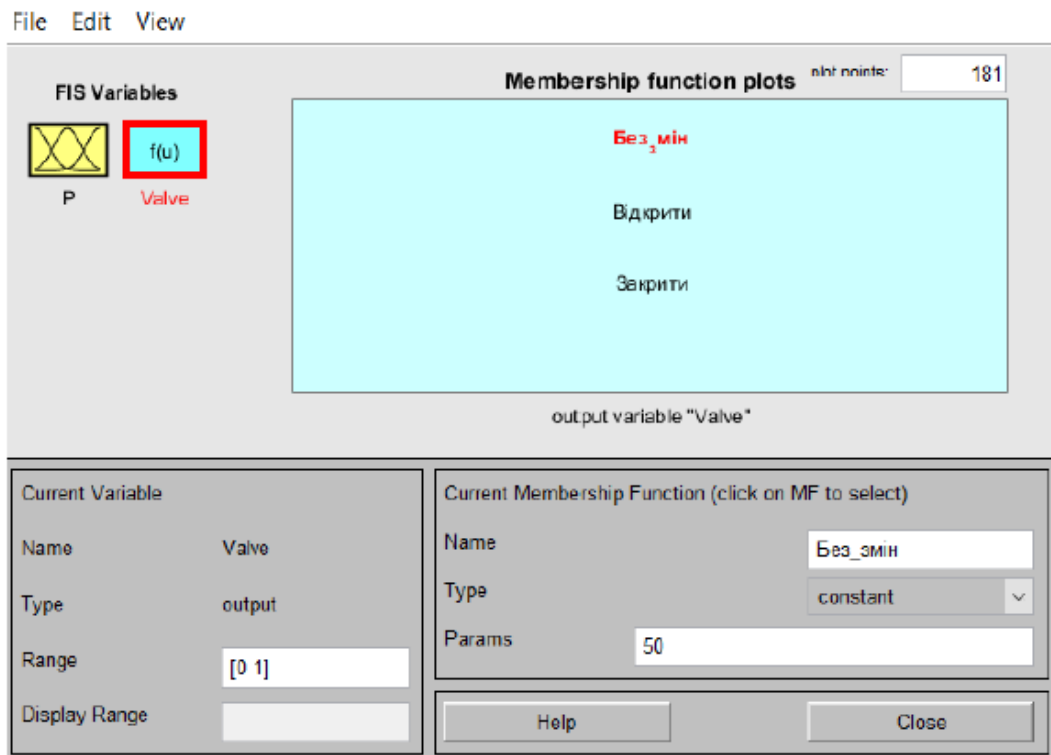 File Edit View
FIS Variables
Membership function plots plot points: 181
f(u)
P Valve
Без_змін
Відкрити
Закрити
output variable "Valve"
Current Variable
Name Valve
Type output
Range [0 1]
Display Range
Current Membership Function (click on MF to select)
Name Без_змін
Type constant
Params 50
Help Close